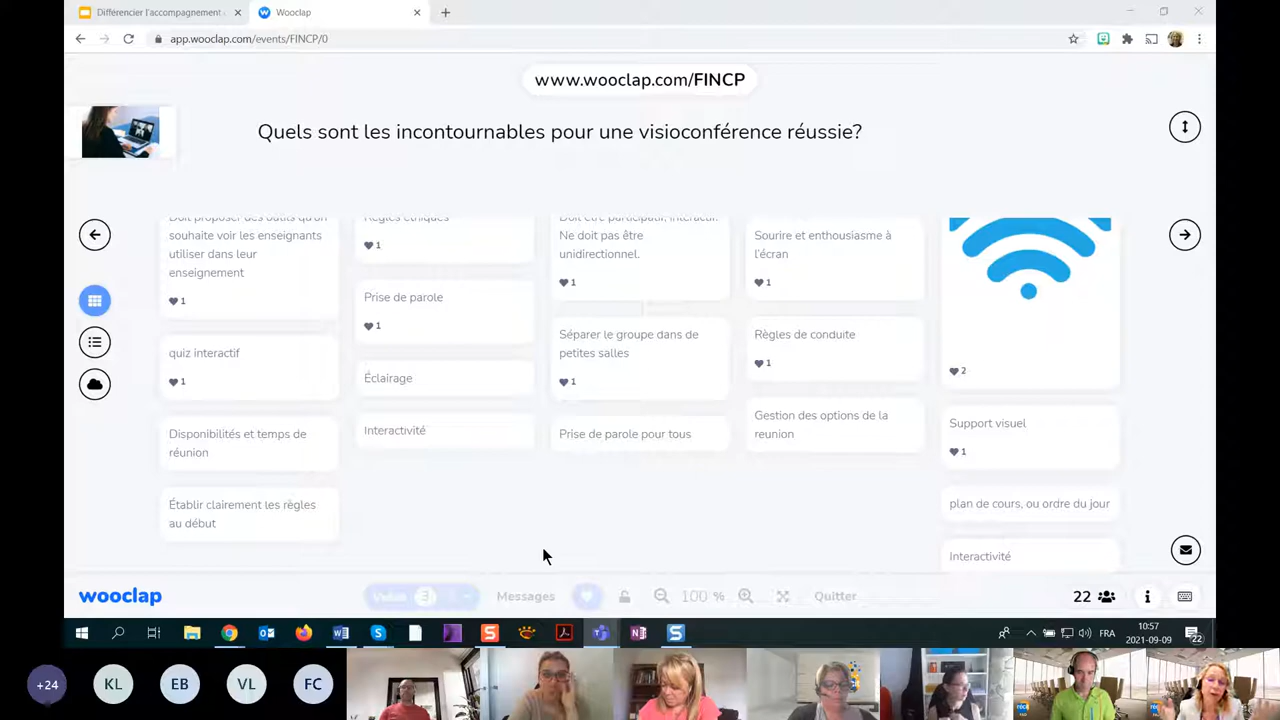 Différencier l'accompagnement
Wooclap
app.wooclap.com/events/FINCP/0
www.wooclap.com/FINCP
Quels sont les incontournables pour une visioconférence réussie?
Doit proposer des outils qu'on
souhaite voir les enseignants
utiliser dans leur
enseignement
1
quiz interactif
1
Disponibilités et temps de
réunion
Établir clairement les règles
au début
Règles éthiques
1
Prise de parole
1
Éclairage
Interactivité
Doit être participatif, interactif.
Ne doit pas être
unidirectionnel.
1
Séparer le groupe dans de
petites salles
1
Prise de parole pour tous
Sourire et enthousiasme à
l'écran
1
Règles de conduite
1
Gestion des options de la
reunion
2
Support visuel
1
plan de cours, ou ordre du jour
Interactivité
wooclap
Votes 3
Messages
100 %
Quitter
22
FRA
10:57
2021-09-09
22
+24
KL
EB
VL
FC